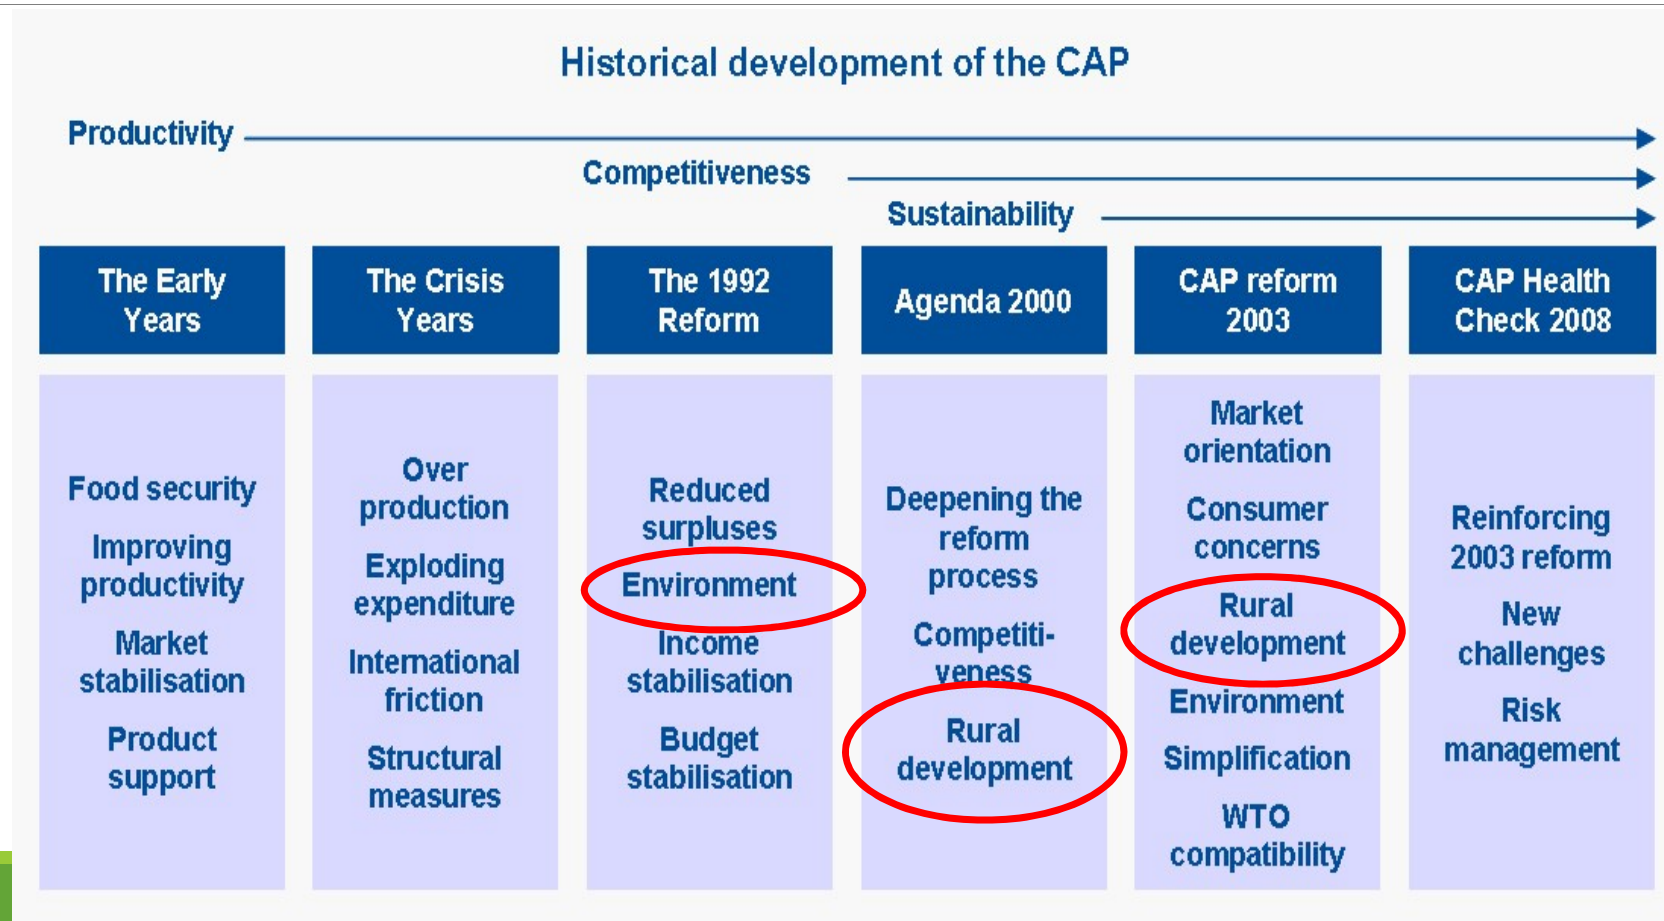 Historical development of the CAP
Productivity
Competitiveness
Sustainability
The Early
Years
The Crisis
Years
The 1992
Reform
Agenda 2000
CAP reform
2003
CAP Health
Check 2008
Food security
Improving
productivity
Market
stabilisation
Product
support
Over
production
Exploding
expenditure
International
friction
Structural
measures
Reduced
surpluses
Environment
Income
stabilisation
Budget
stabilisation
Deepening the
reform
process
Competiti-
veness
Rural
development
Market
orientation
Consumer
concerns
Rural
development
Environment
Simplification
WTO
compatibility
Reinforcing
2003 reform
New
challenges
Risk
management